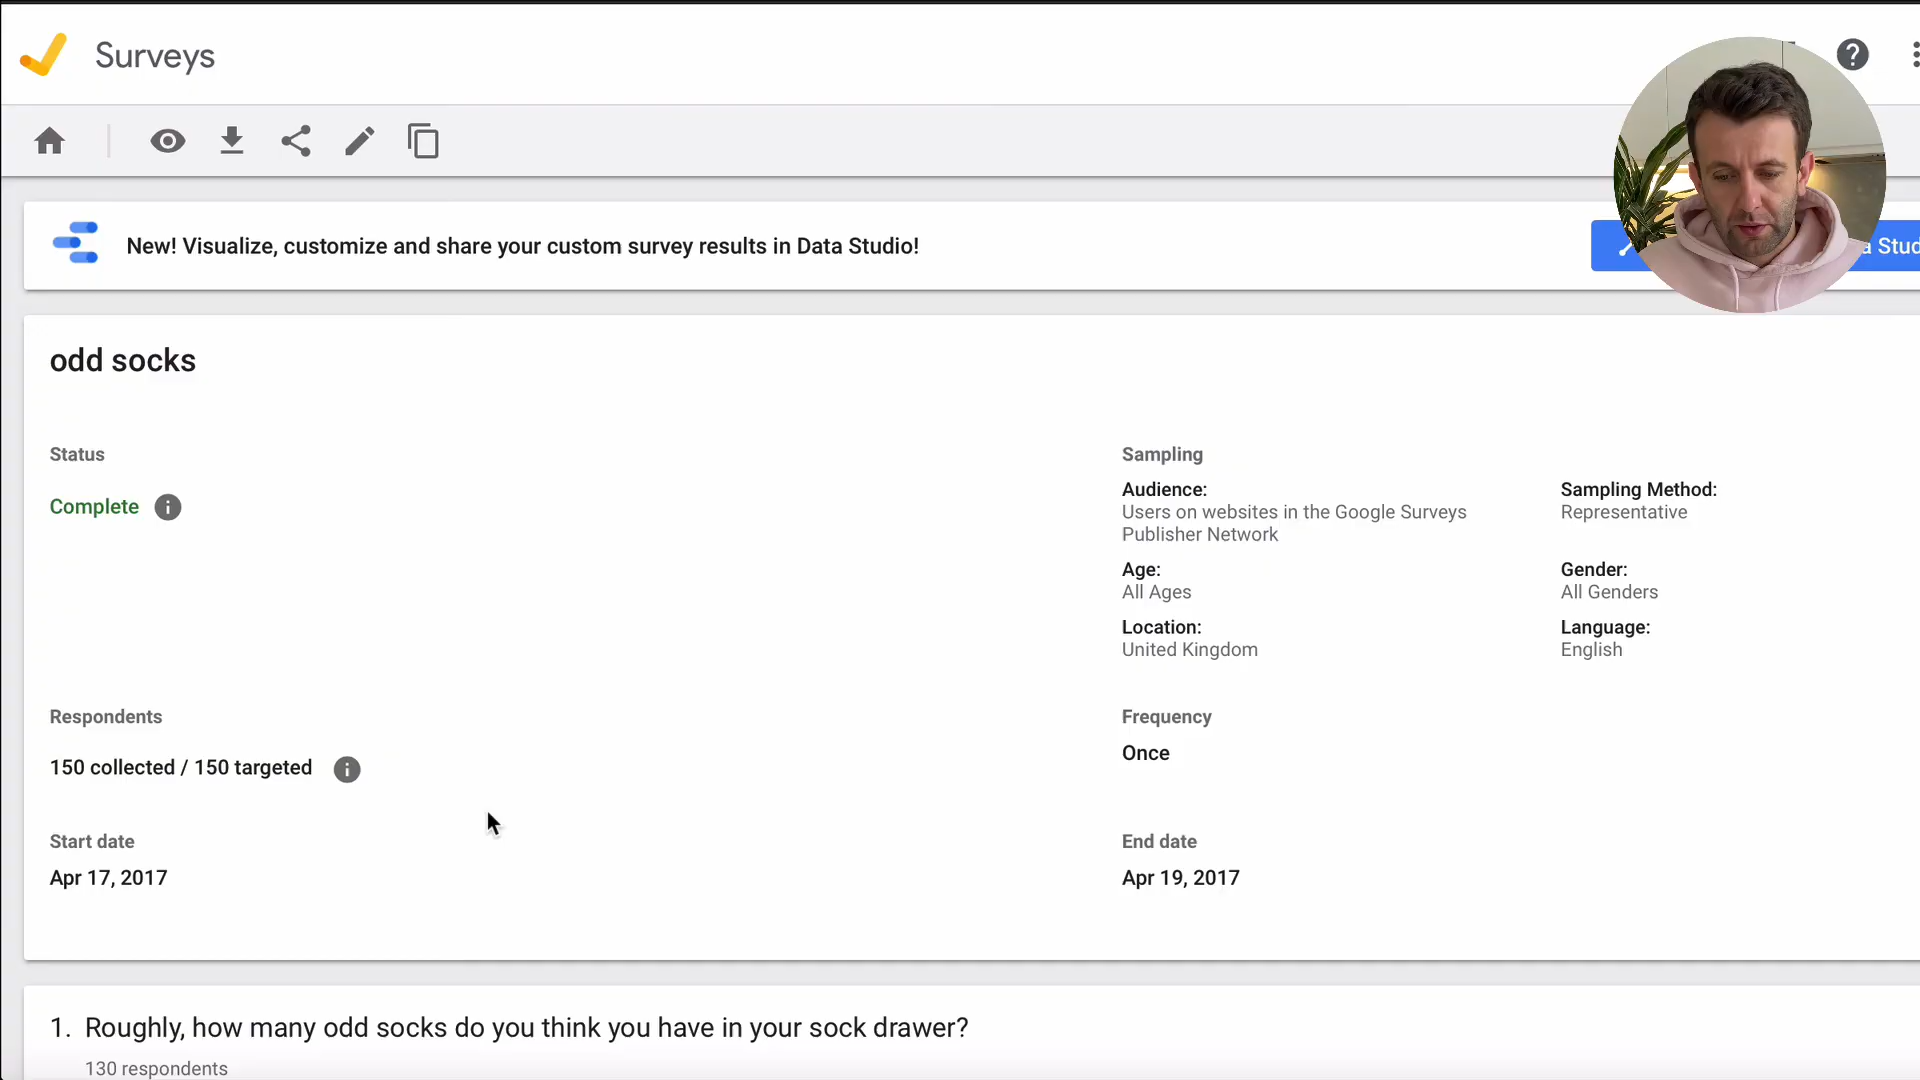 Surveys
New! Visualize, customize and share your custom survey results in Data Studio!
odd socks
Status
Complete
Sampling
Audience:
Users on websites in the Google Surveys
Publisher Network
Sampling Method:
Representative
Age:
All Ages
Gender:
All Genders
Location:
United Kingdom
Language:
English
Respondents
150 collected / 150 targeted
Frequency
Once
Start date
Apr 17, 2017
End date
Apr 19, 2017
1. Roughly, how many odd socks do you think you have in your sock drawer?
130 respondents